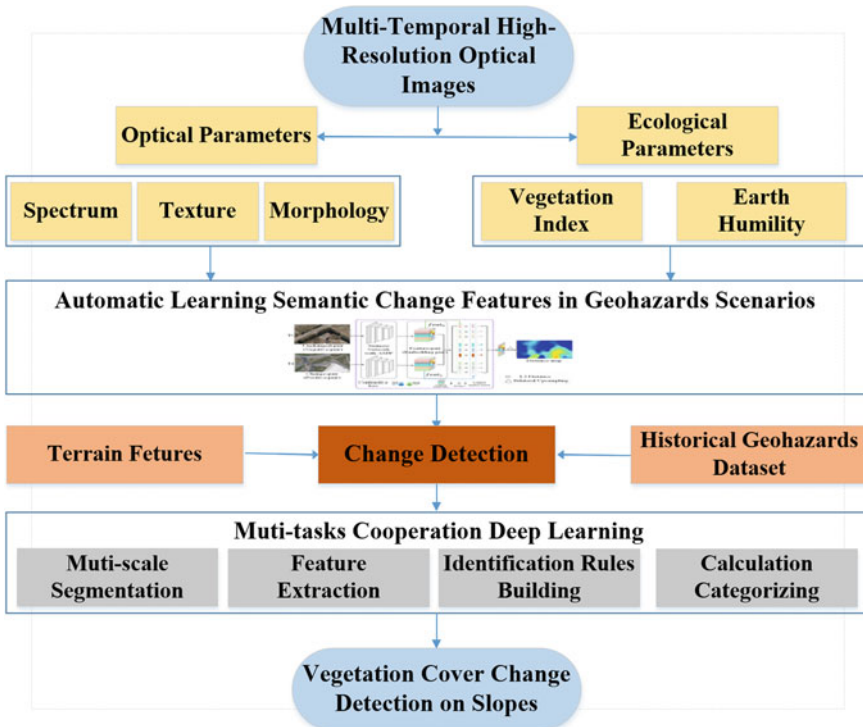 Multi-Temporal High-
Resolution Optical
Images
Optical Parameters
Ecological
Parameters
Spectrum
Texture
Morphology
Vegetation
Index
Earth
Humility
Automatic Learning Semantic Change Features in Geohazards Scenarios
Terrain Fetures
Change Detection
Historical Geohazards
Dataset
Muti-tasks Cooperation Deep Learning
Muti-scale
Segmentation
Feature
Extraction
Identification Rules
Building
Calculation
Categorizing
Vegetation Cover Change
Detection on Slopes